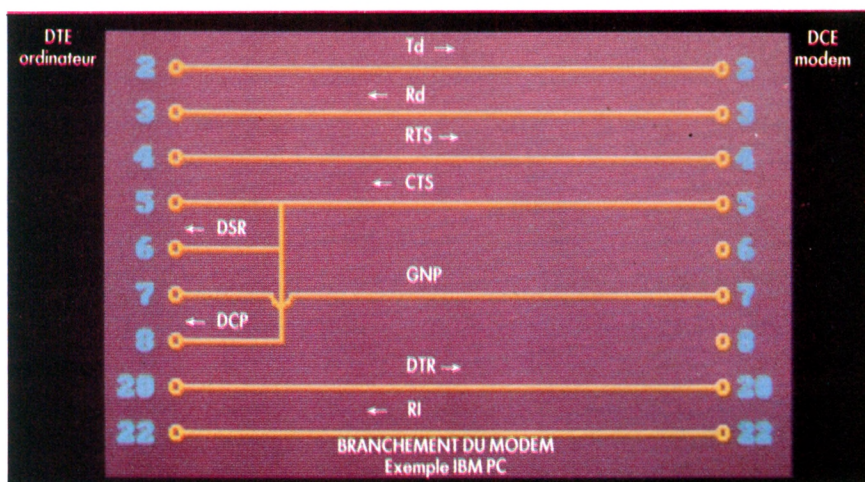 DTE
ordinateur
DCE
modem
Td →
2 2
← Rd
3 3
RTS →
4 4
← CTS
5 5
← DSR
6 6
GNP
7 7
← DCP
8 8
DTR →
20 20
← RI
22 22
BRANCHEMENT DU MODEM
Exemple IBM PC